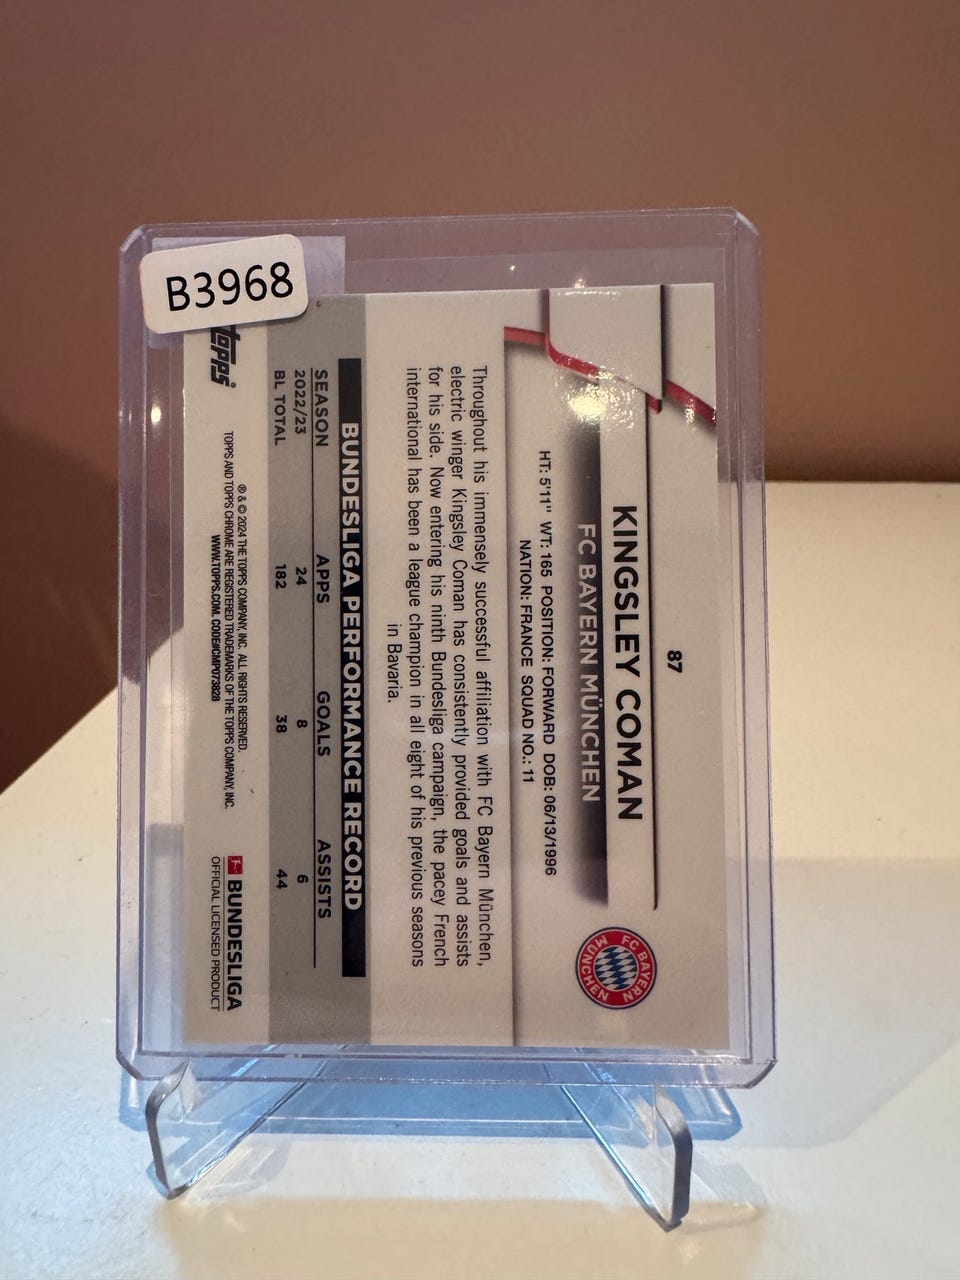 B3968
87
KINGSLEY COMAN
FC BAYERN MÜNCHEN
HT: 5'11" WT: 165 POSITION: FORWARD DOB: 06/13/1996
NATION: FRANCE SQUAD NO.: 11
FC BAYERN
MÜNCHEN
Throughout his immensely successful affiliation with FC Bayern München,
electric winger Kingsley Coman has consistently provided goals and assists
for his side. Now entering his ninth Bundesliga campaign, the pacey French
international has been a league champion in all eight of his previous seasons
in Bavaria.
BUNDESLIGA PERFORMANCE RECORD
SEASON APPS GOALS ASSISTS
2022/23 24 8 6
BL TOTAL 182 38 44
topps
® & © 2024 THE TOPPS COMPANY, INC. ALL RIGHTS RESERVED.
TOPPS AND TOPPS CHROME ARE REGISTERED TRADEMARKS OF THE TOPPS COMPANY, INC.
WWW.TOPPS.COM. CODE#CMP073828
BUNDESLIGA
OFFICIAL LICENSED PRODUCT